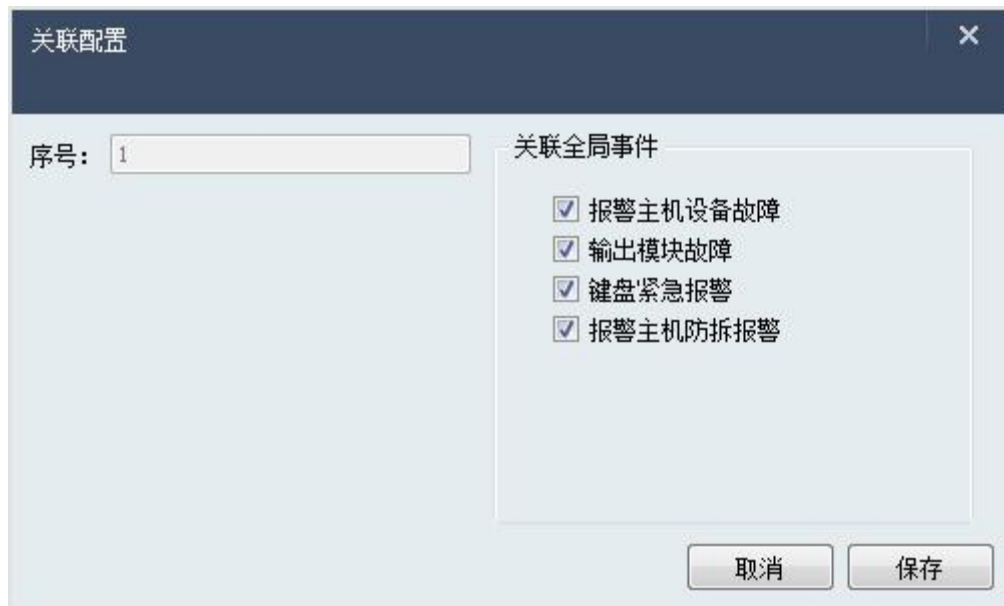 关联配置
序号： 1
关联全局事件
报警主机设备故障
输出模块故障
键盘紧急报警
报警主机防拆报警
取消 保存